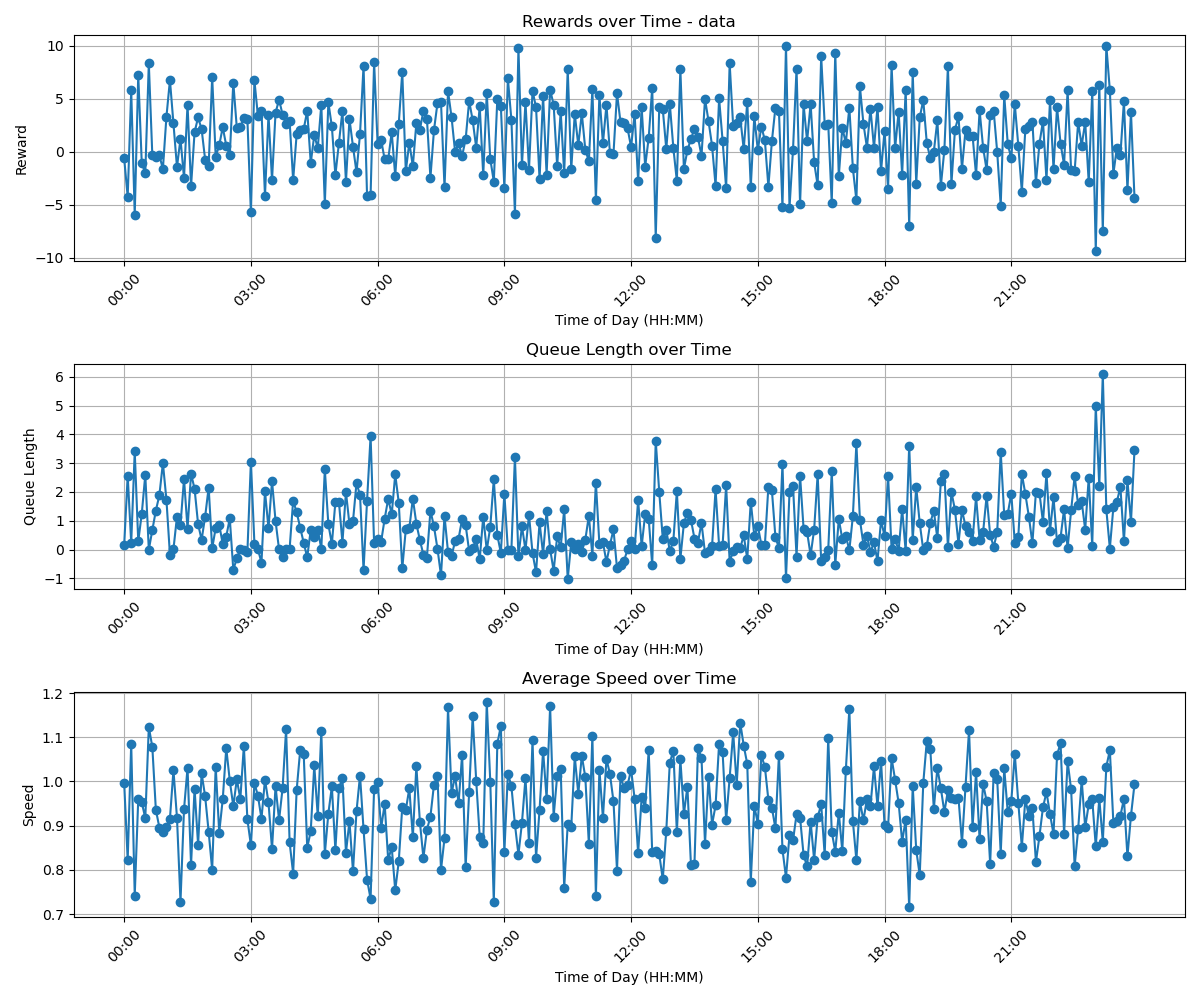 Rewards over Time - data
10
5
0
−5
−10
Reward
00:00 03:00 06:00 09:00 12:00 15:00 18:00 21:00
Time of Day (HH:MM)
Queue Length over Time
6
5
4
3
2
1
0
−1
Queue Length
00:00 03:00 06:00 09:00 12:00 15:00 18:00 21:00
Time of Day (HH:MM)
Average Speed over Time
1.2
1.1
1.0
0.9
0.8
0.7
Speed
00:00 03:00 06:00 09:00 12:00 15:00 18:00 21:00
Time of Day (HH:MM)